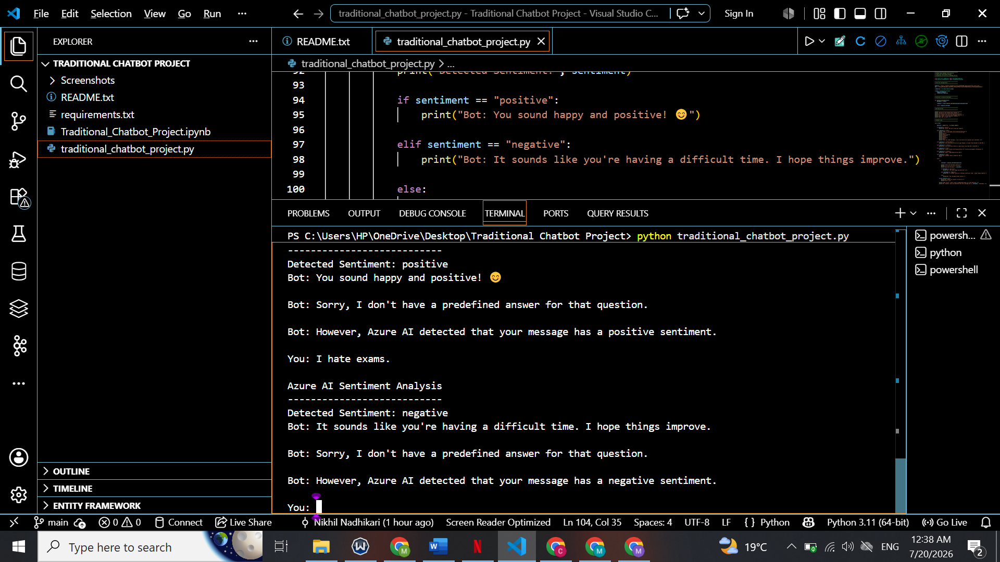 File Edit Selection View Go Run ...
traditional_chatbot_project.py - Traditional Chatbot Project - Visual Studio C...
Sign In
EXPLORER
TRADITIONAL CHATBOT PROJECT
Screenshots
README.txt
requirements.txt
Traditional_Chatbot_Project.ipynb
traditional_chatbot_project.py
OUTLINE
TIMELINE
ENTITY FRAMEWORK
README.txt
traditional_chatbot_project.py
traditional_chatbot_project.py > ...
92 print("Detected Sentiment:", sentiment)
93
94 if sentiment == "positive":
95 print("Bot: You sound happy and positive! 😊")
96
97 elif sentiment == "negative":
98 print("Bot: It sounds like you're having a difficult time. I hope things improve.")
99
100 else:
PROBLEMS OUTPUT DEBUG CONSOLE TERMINAL PORTS QUERY RESULTS
PS C:\Users\HP\OneDrive\Desktop\Traditional Chatbot Project> python traditional_chatbot_project.py
---------------------------
Detected Sentiment: positive
Bot: You sound happy and positive! 😊
Bot: Sorry, I don't have a predefined answer for that question.
Bot: However, Azure AI detected that your message has a positive sentiment.
You: I hate exams.
Azure AI Sentiment Analysis
---------------------------
Detected Sentiment: negative
Bot: It sounds like you're having a difficult time. I hope things improve.
Bot: Sorry, I don't have a predefined answer for that question.
Bot: However, Azure AI detected that your message has a negative sentiment.
You:
powersh...
python
powershell
main 0 0 Connect Live Share Nikhil Nadhikari (1 hour ago) Screen Reader Optimized Ln 104, Col 35 Spaces: 4 UTF-8 LF {} Python Python 3.11 (64-bit) Go Live
Type here to search
19°C
ENG
12:38 AM
7/20/2026
2